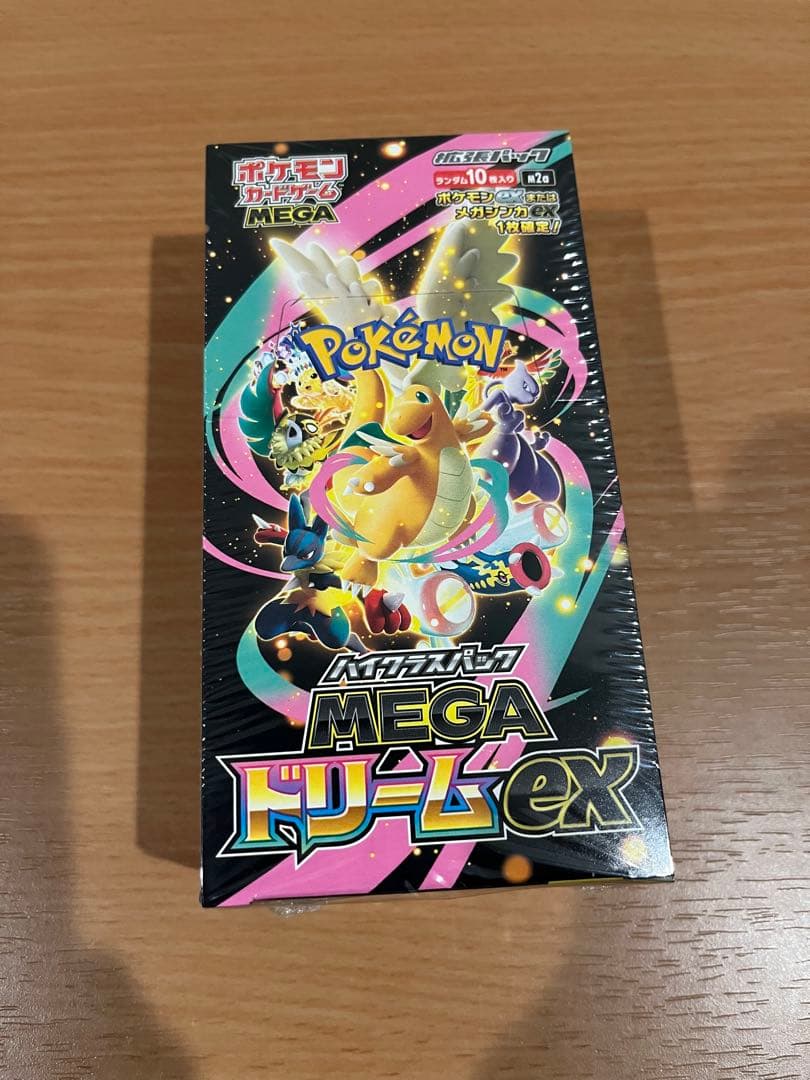 ポケモン
カードゲーム
MEGA
拡張パック
ランダム10枚入り M2a
ポケモンexまたは
メガシンカex
1枚確定!
POKéMON
TM
ハイクラスパック
MEGA
ドリームex